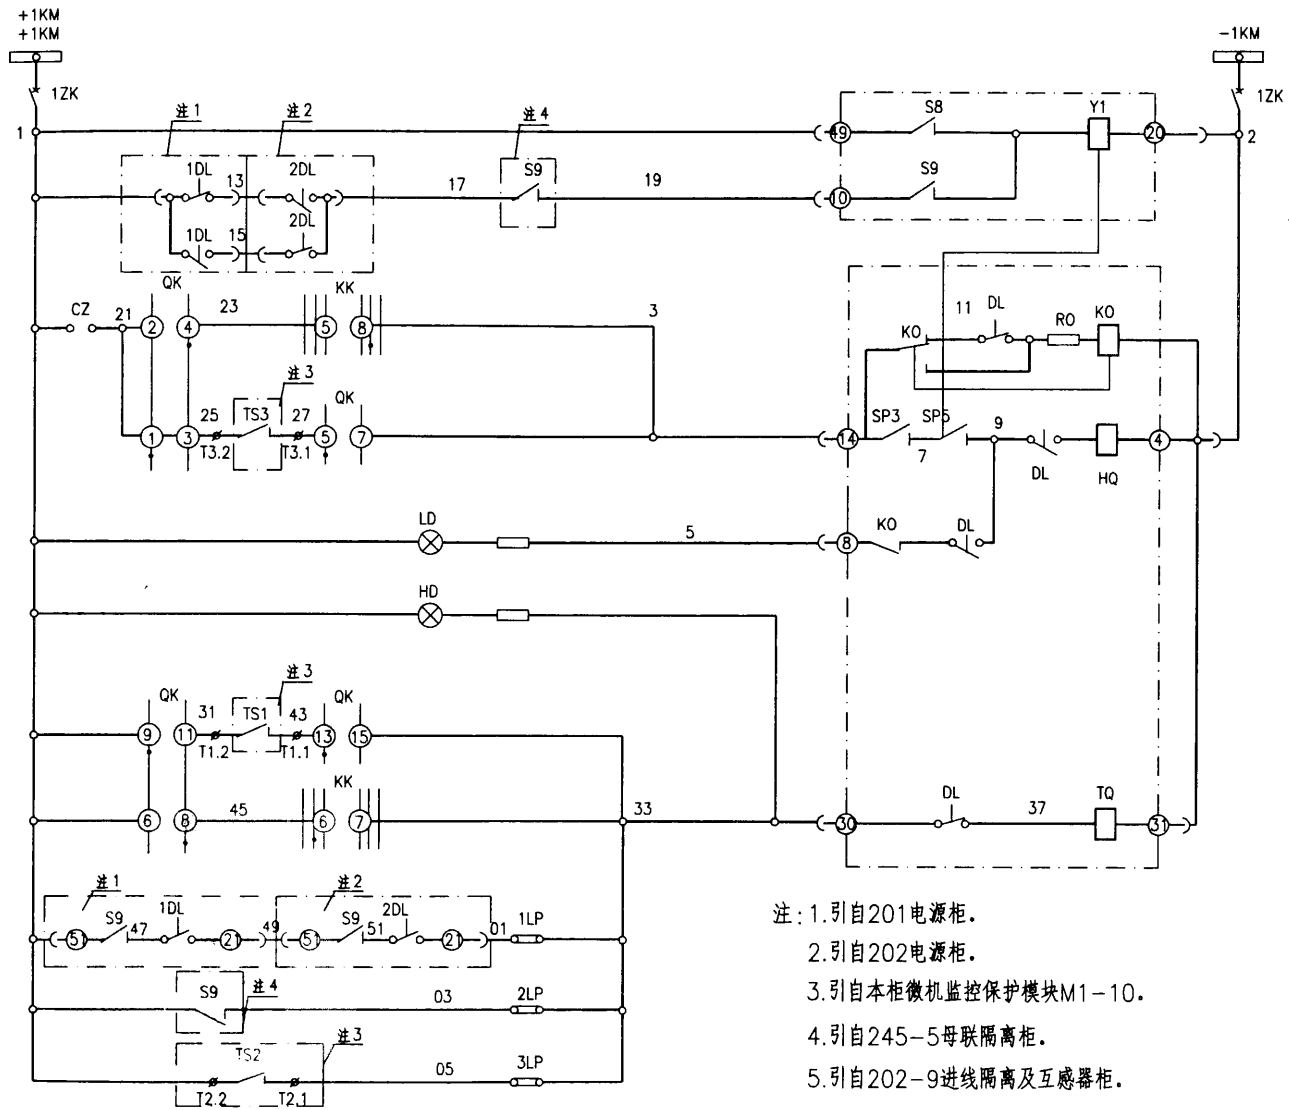 +1KM
+1KM
-1KM
1ZK
1ZK
注1
注2
注4
S8
Y1
1
49
20
2
1DL
13
2DL
17
S9
19
S9
10
1DL
15
2DL
QK
23
KK
3
CZ
21
2
4
5
8
11
DL
RO
KO
KO
注3
QK
25
TS3
27
1
3
T3.2
T3.1
5
7
14
SP3
SP5
7
9
DL
HQ
4
LD
5
8
KO
DL
HD
注3
QK
31
TS1
43
QK
9
11
T1.2
T1.1
13
15
KK
6
8
45
6
7
33
30
DL
37
TQ
31
注1
注2
51
S9
47
1DL
21
49
51
S9
51
2DL
21
01
1LP
S9
注4
03
2LP
注3
TS2
T2.2
T2.1
05
3LP
注:1.引自201电源柜.
2.引自202电源柜.
3.引自本柜微机监控保护模块M1-10.
4.引自245-5母联隔离柜.
5.引自202-9进线隔离及互感器柜.